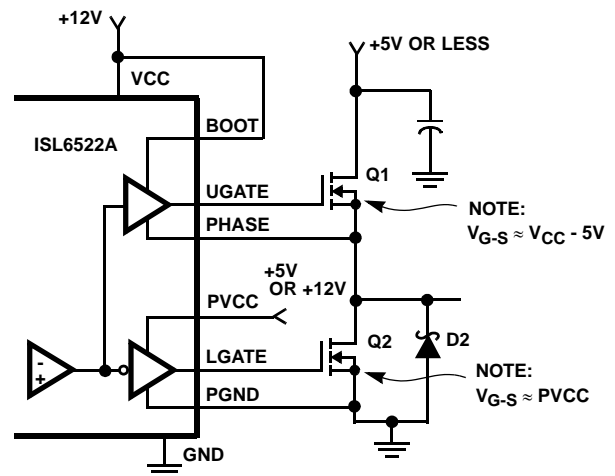 +12V
+5V OR LESS
VCC
BOOT
ISL6522A
Q1
UGATE
NOTE:
V_G-S ≈ V_CC - 5V
PHASE
+5V
OR +12V
PVCC
Q2
D2
LGATE
-
+
NOTE:
V_G-S ≈ PVCC
PGND
GND